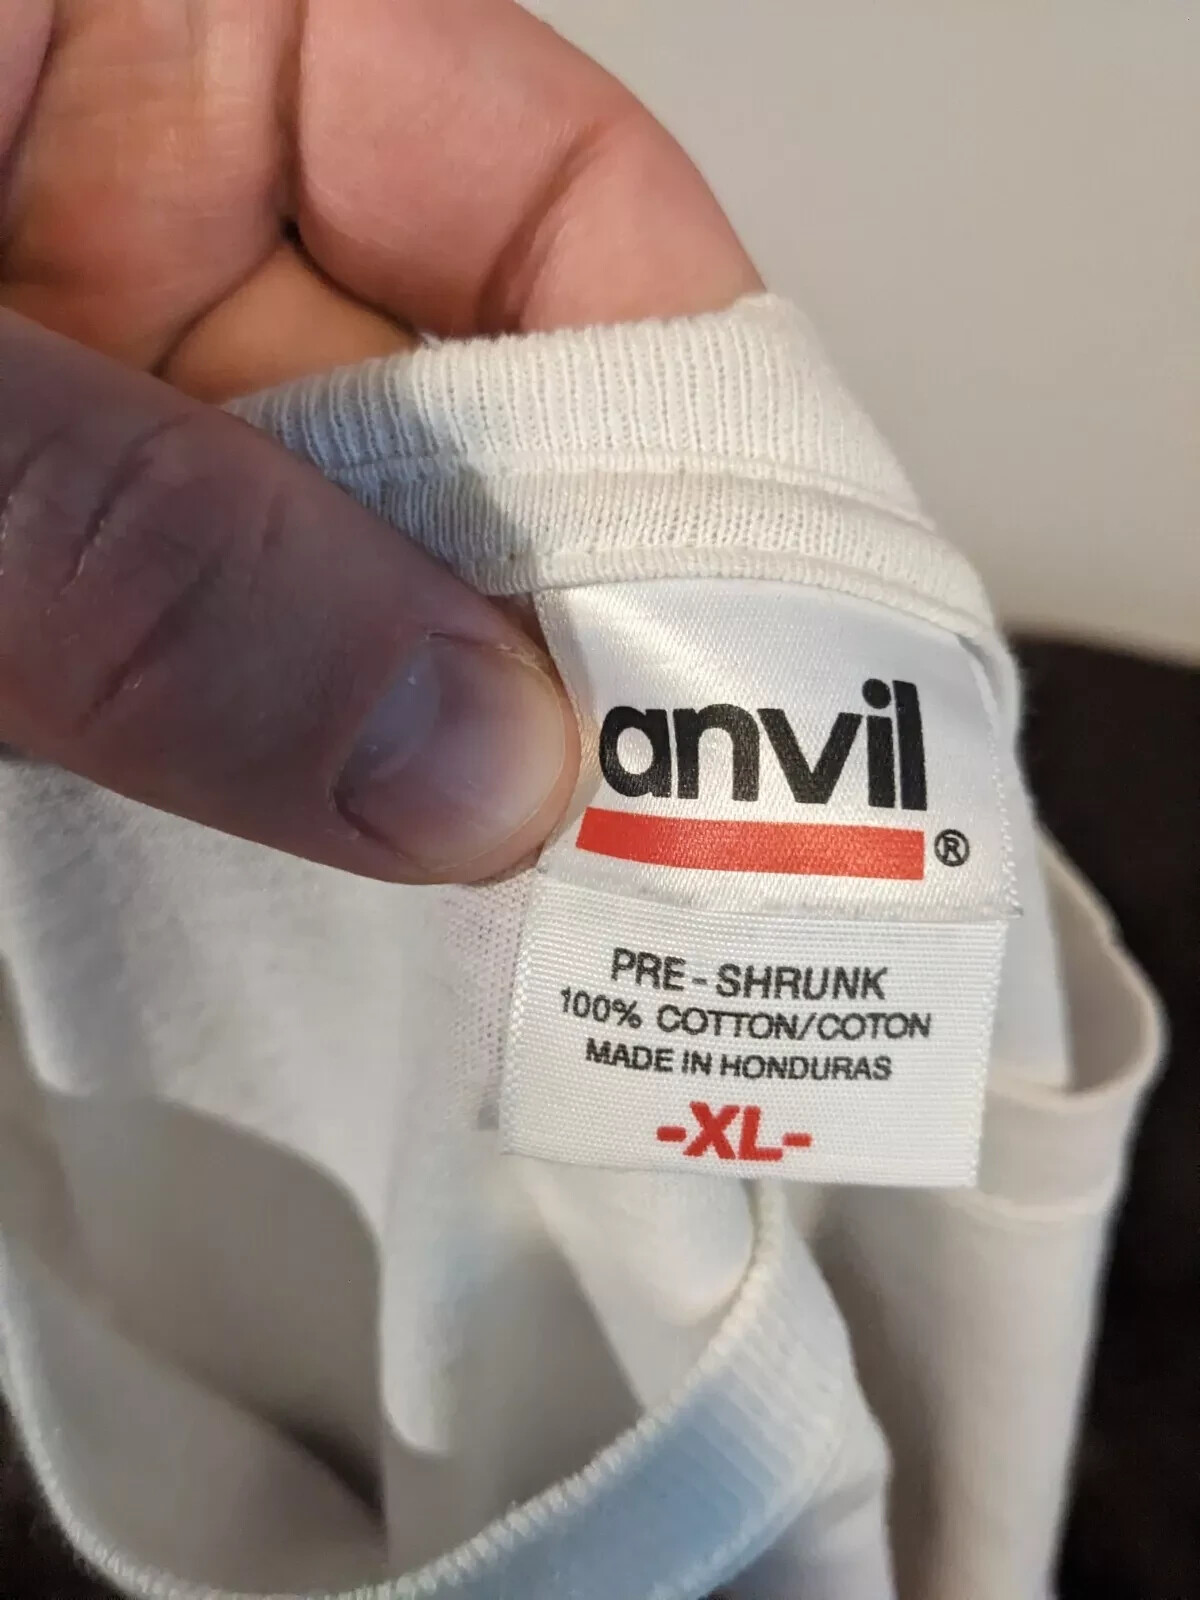 anvil
®
PRE-SHRUNK
100% COTTON/COTON
MADE IN HONDURAS
-XL-